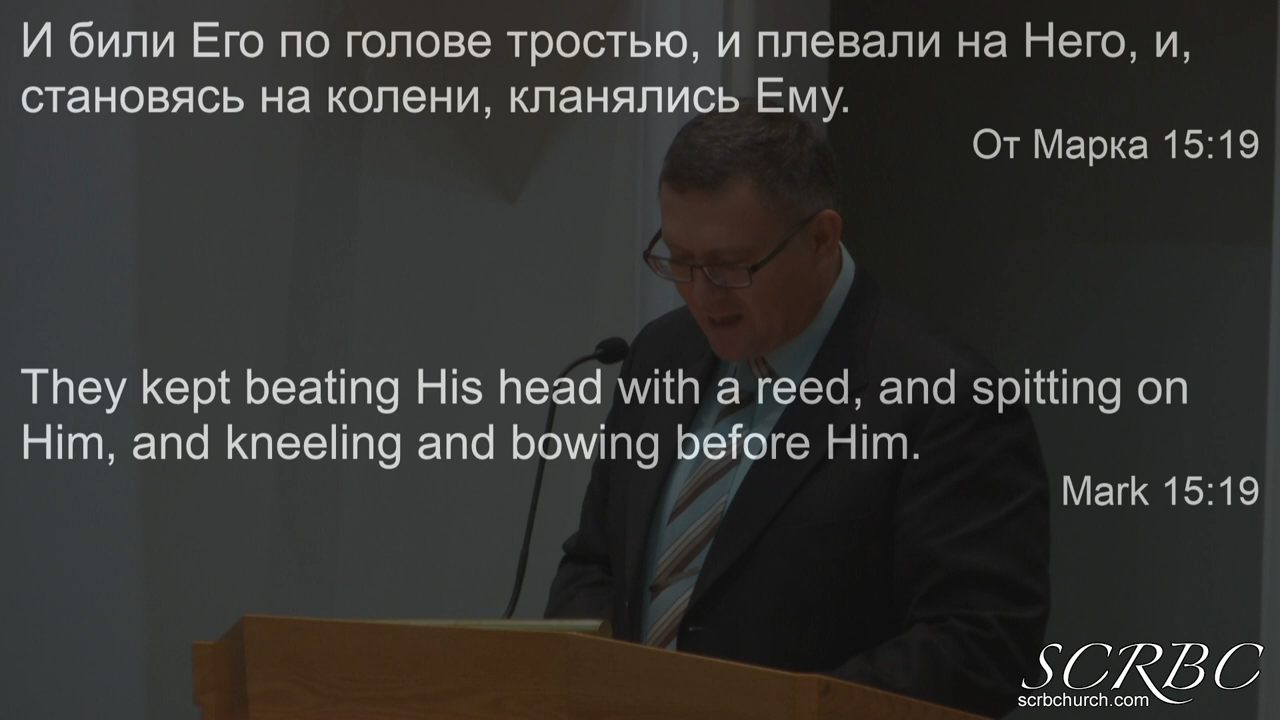 И били Его по голове тростью, и плевали на Него, и,
становясь на колени, кланялись Ему.
От Марка 15:19
They kept beating His head with a reed, and spitting on
Him, and kneeling and bowing before Him.
Mark 15:19
SCRBC
scrbchurch.com